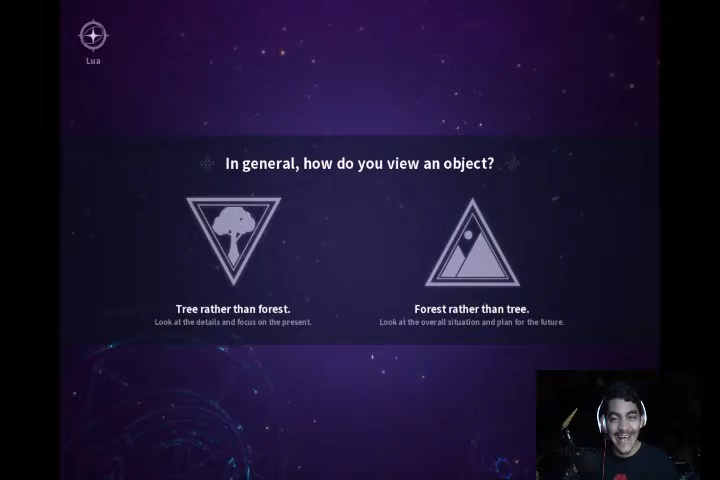 Lua
In general, how do you view an object?
Tree rather than forest.
Look at the details and focus on the present.
Forest rather than tree.
Look at the overall situation and plan for the future.